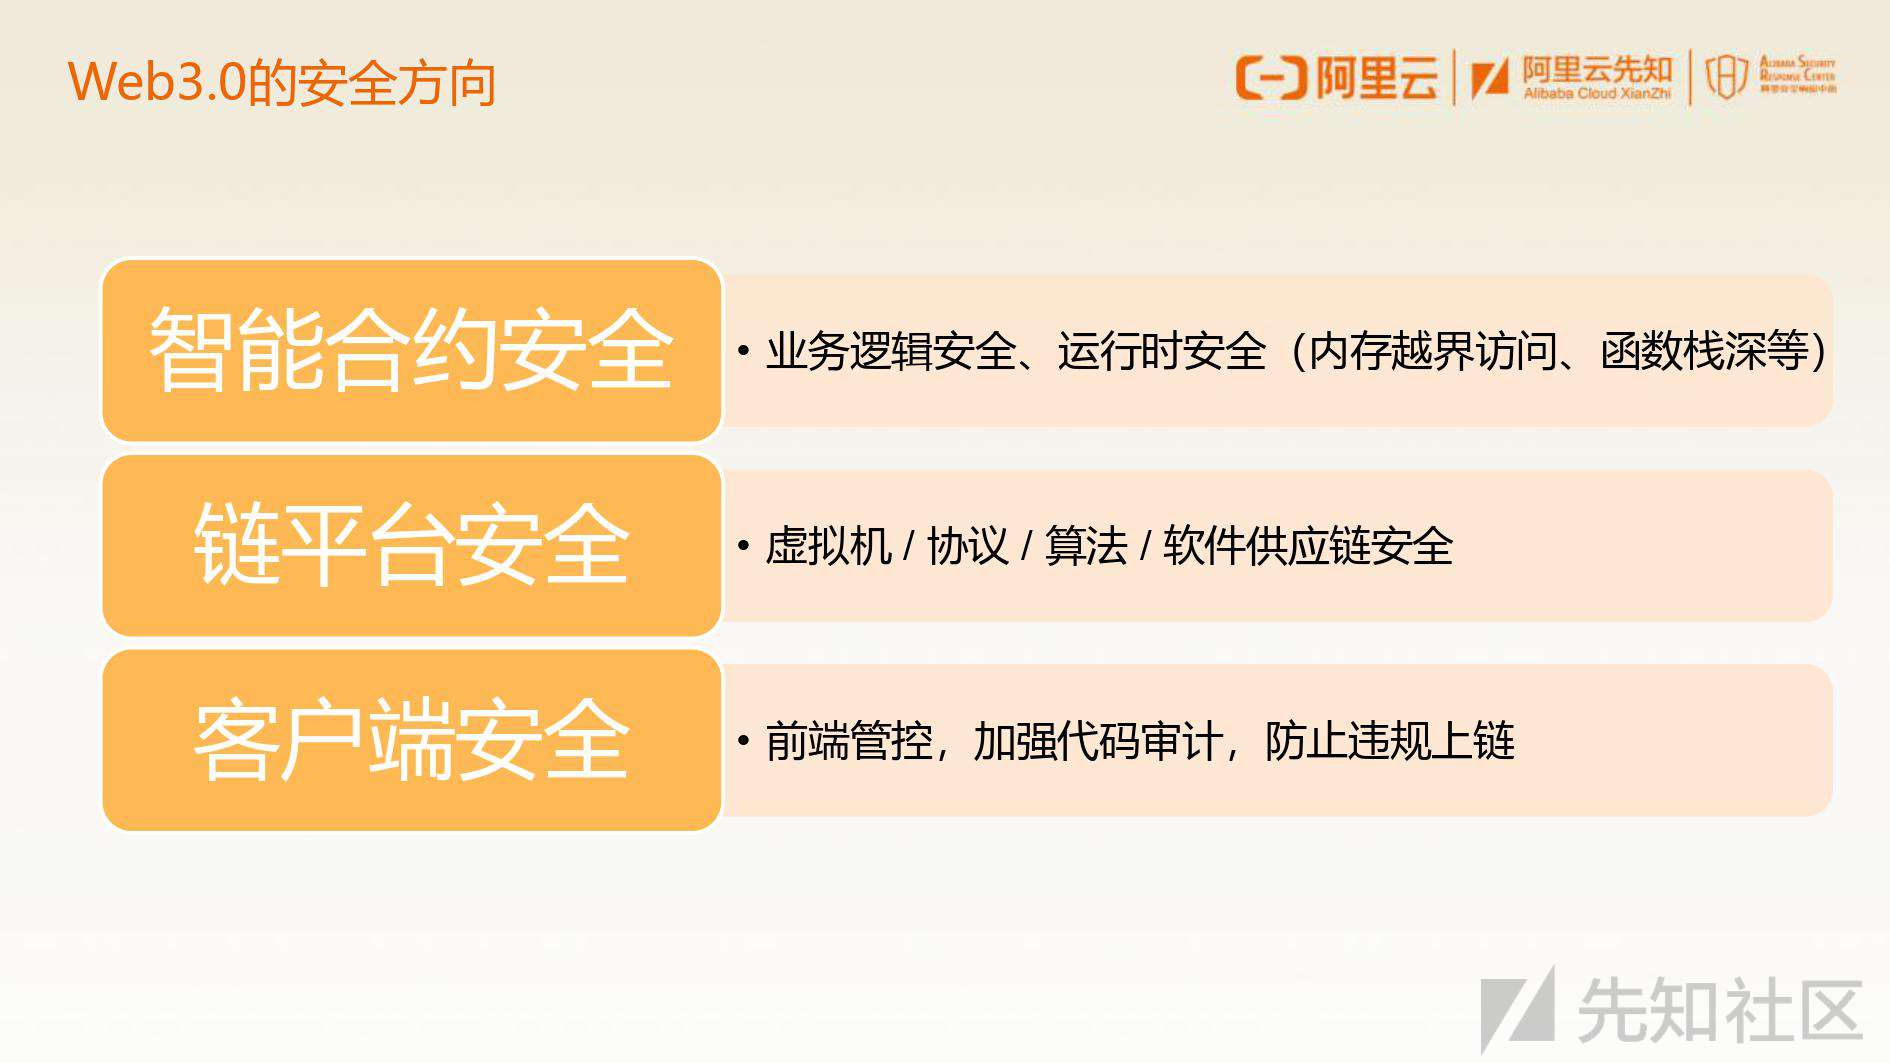 Web3.0的安全方向
阿里云
阿里云先知
Alibaba Cloud XianZhi
ALIBABA SECURITY
RESPONSE CENTER
智能合约安全
• 业务逻辑安全、运行时安全（内存越界访问、函数栈深等）
链平台安全
• 虚拟机 / 协议 / 算法 / 软件供应链安全
客户端安全
• 前端管控，加强代码审计，防止违规上链
先知社区